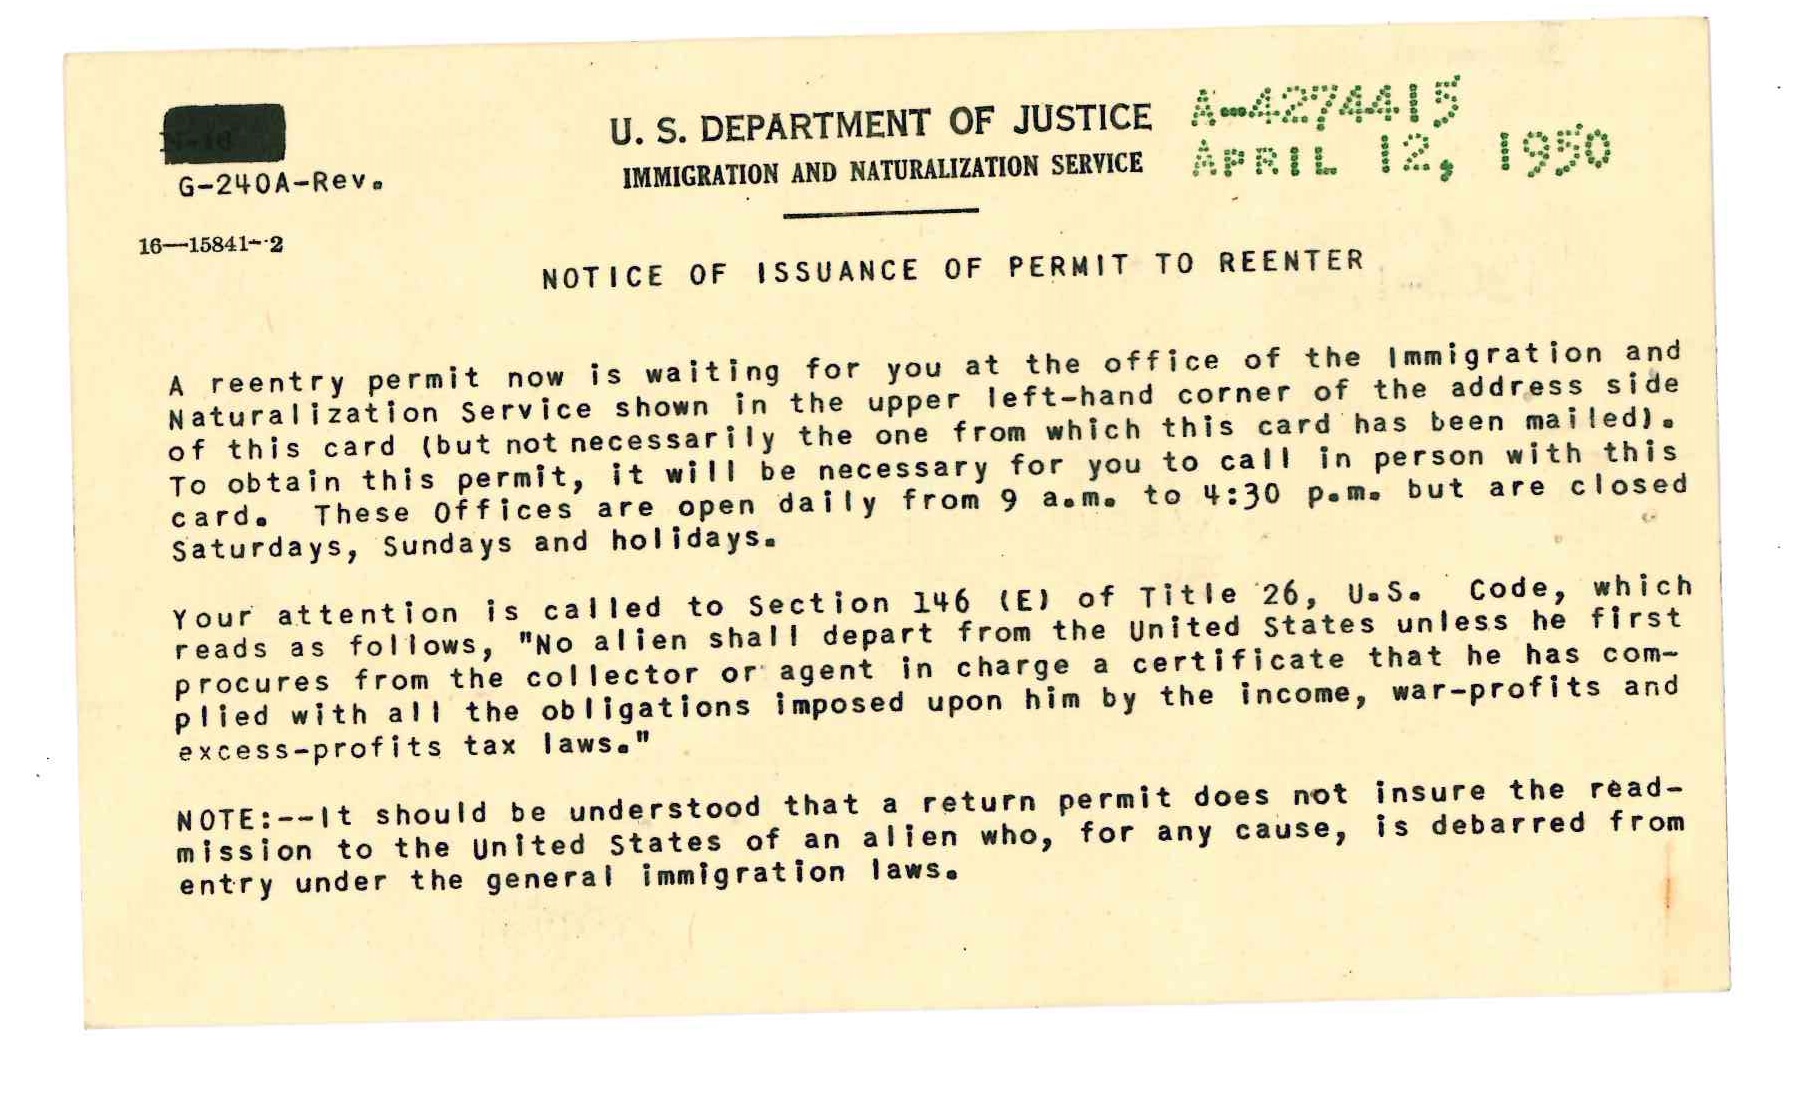 U. S. DEPARTMENT OF JUSTICE
IMMIGRATION AND NATURALIZATION SERVICE
A-4274415
APRIL 12, 1950
G-240A-Rev.
16—15841-2
NOTICE OF ISSUANCE OF PERMIT TO REENTER
A reentry permit now is waiting for you at the office of the Immigration and
Naturalization Service shown in the upper left-hand corner of the address side
of this card (but not necessarily the one from which this card has been mailed).
To obtain this permit, it will be necessary for you to call in person with this
card. These Offices are open daily from 9 a.m. to 4:30 p.m. but are closed
Saturdays, Sundays and holidays.
Your attention is called to Section 146 (E) of Title 26, U.S. Code, which
reads as follows, "No alien shall depart from the United States unless he first
procures from the collector or agent in charge a certificate that he has com-
plied with all the obligations imposed upon him by the income, war-profits and
excess-profits tax laws."
NOTE:--It should be understood that a return permit does not insure the read-
mission to the United States of an alien who, for any cause, is debarred from
entry under the general immigration laws.